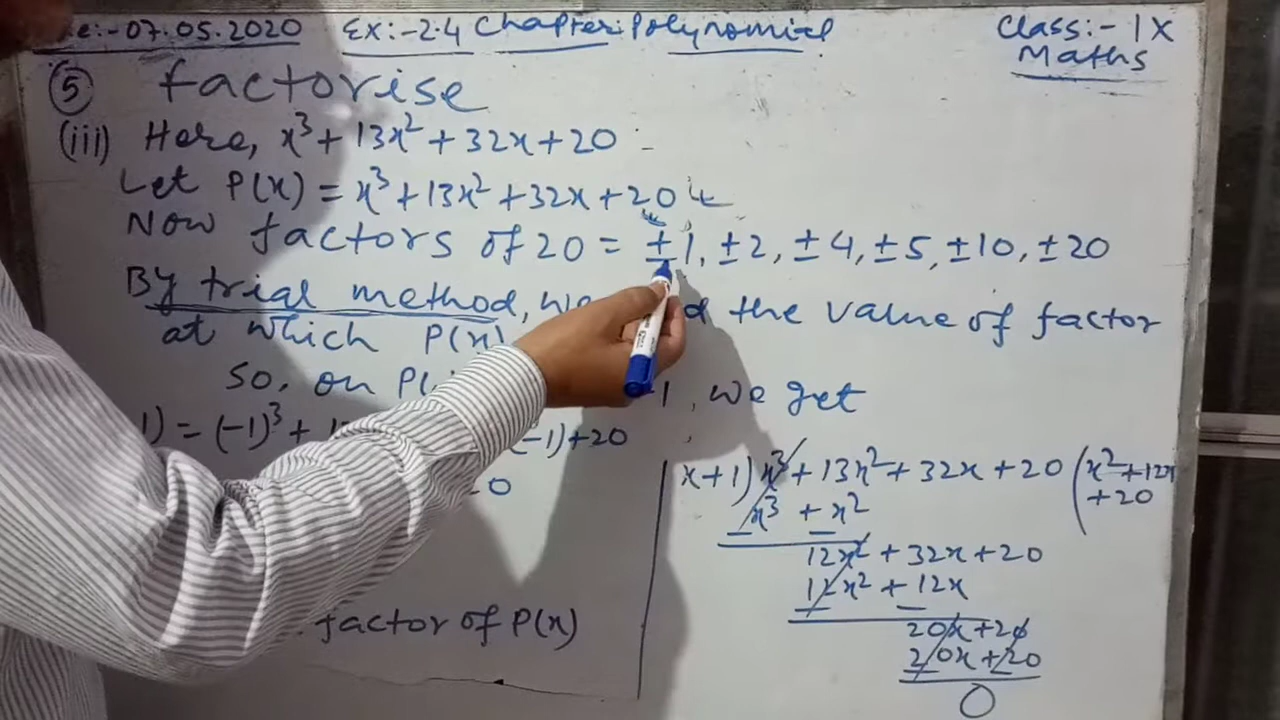 07.05.2020 Ex:-2.4 Chapter:Polynomial Class:-IX
Maths
⑤ factorise
(iii) Here, x³+13x²+32x+20
Let P(x)=x³+13x²+32x+20
Now factors of 20 = ±1, ±2, ±4, ±5, ±10, ±20
By trial method, the value of factor
at which P(x)
So, on -1, we get
1) = (-1)³+ (-1)+20
0
factor of P(x)
x+1)x³+13x²+32x+20(x²+12x
+20
x³+x²
12x²+32x+20
12x²+12x
20x+20
20x+20
0